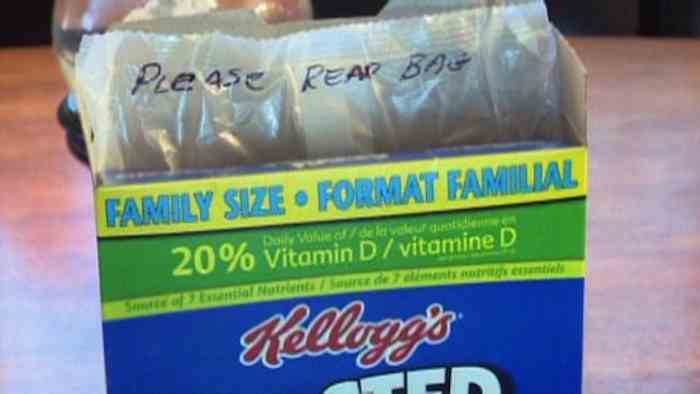 PLEASE READ BAG
FAMILY SIZE • FORMAT FAMILIAL
20% Daily Value of / de la valeur quotidienne en
Vitamin D / vitamine D
Source of 7 Essential Nutrients / Source de 7 éléments nutritifs essentiels
Kellogg's